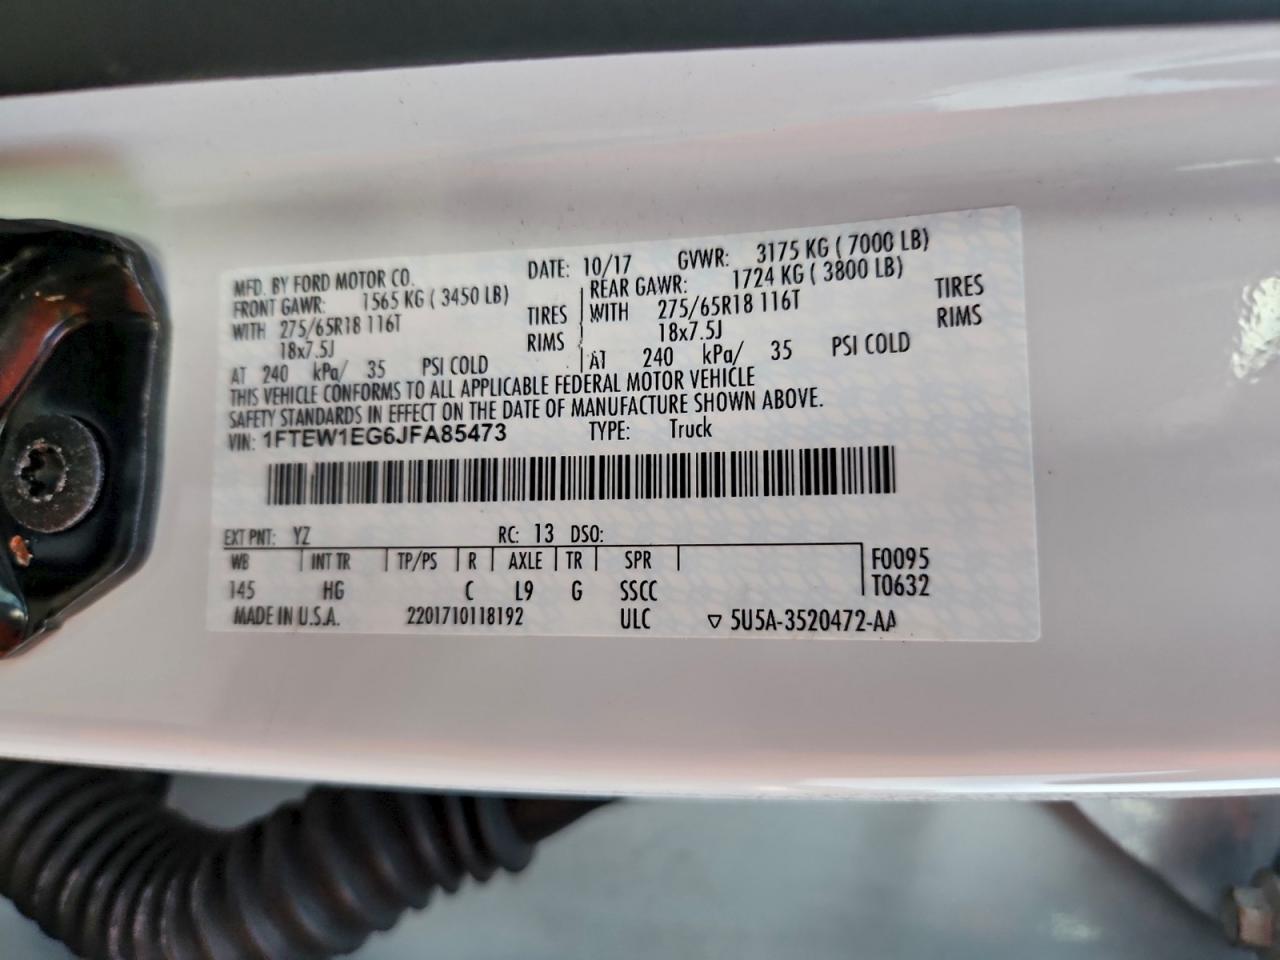 MFD. BY FORD MOTOR CO. DATE: 10/17 GVWR: 3175 KG ( 7000 LB)
FRONT GAWR: 1565 KG ( 3450 LB) REAR GAWR: 1724 KG ( 3800 LB)
WITH 275/65R18 116T TIRES WITH 275/65R18 116T TIRES
18x7.5J RIMS 18x7.5J RIMS
AT 240 kPa/ 35 PSI COLD AT 240 kPa/ 35 PSI COLD
THIS VEHICLE CONFORMS TO ALL APPLICABLE FEDERAL MOTOR VEHICLE
SAFETY STANDARDS IN EFFECT ON THE DATE OF MANUFACTURE SHOWN ABOVE.
VIN: 1FTEW1EG6JFA85473 TYPE: Truck
EXT PNT: YZ RC: 13 DSO:
WB INT TR TP/PS R AXLE TR SPR F0095
145 HG C L9 G SSCC T0632
MADE IN U.S.A. 2201710118192 ULC ▽ 5U5A-3520472-AA